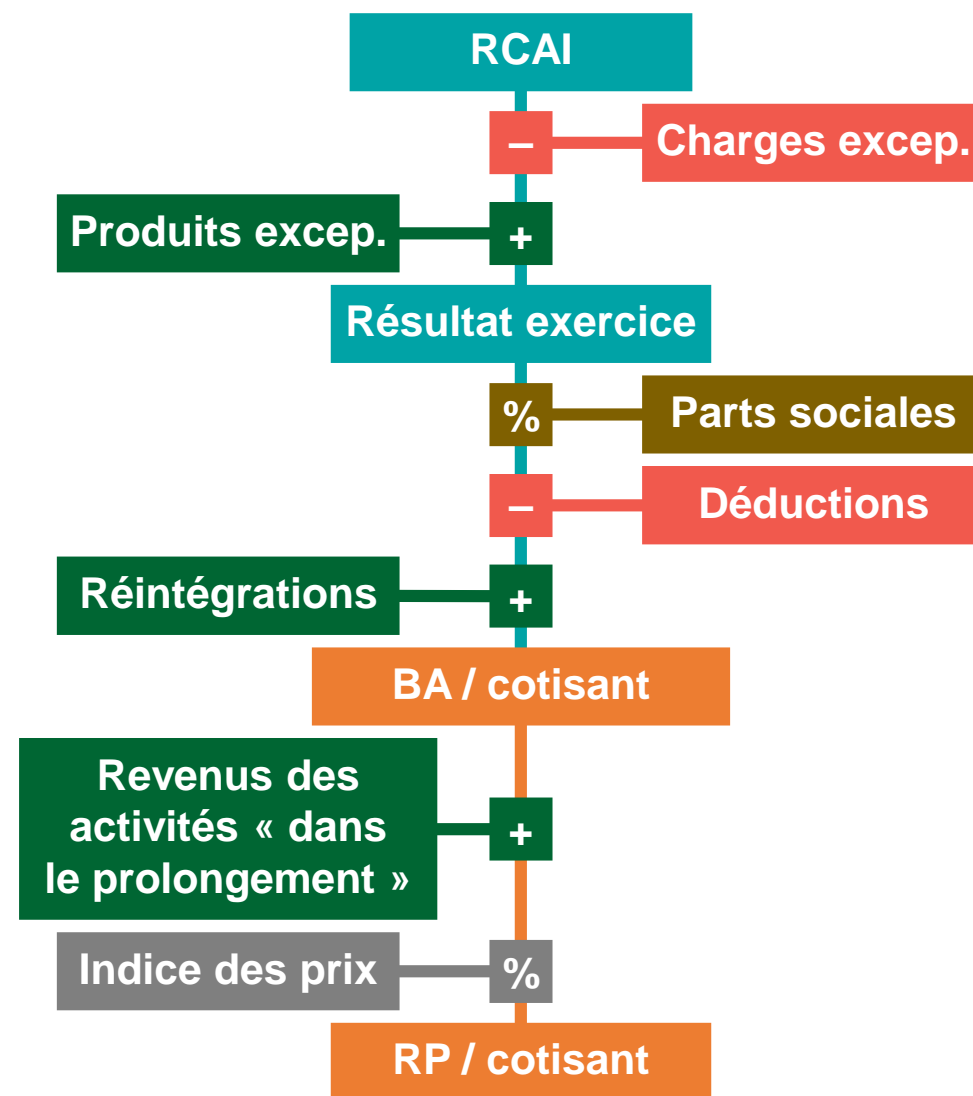 RCAI
–
Charges excep.
Produits excep.
+
Résultat exercice
%
Parts sociales
–
Déductions
Réintégrations
+
BA / cotisant
Revenus des
activités « dans
le prolongement »
+
Indice des prix
%
RP / cotisant